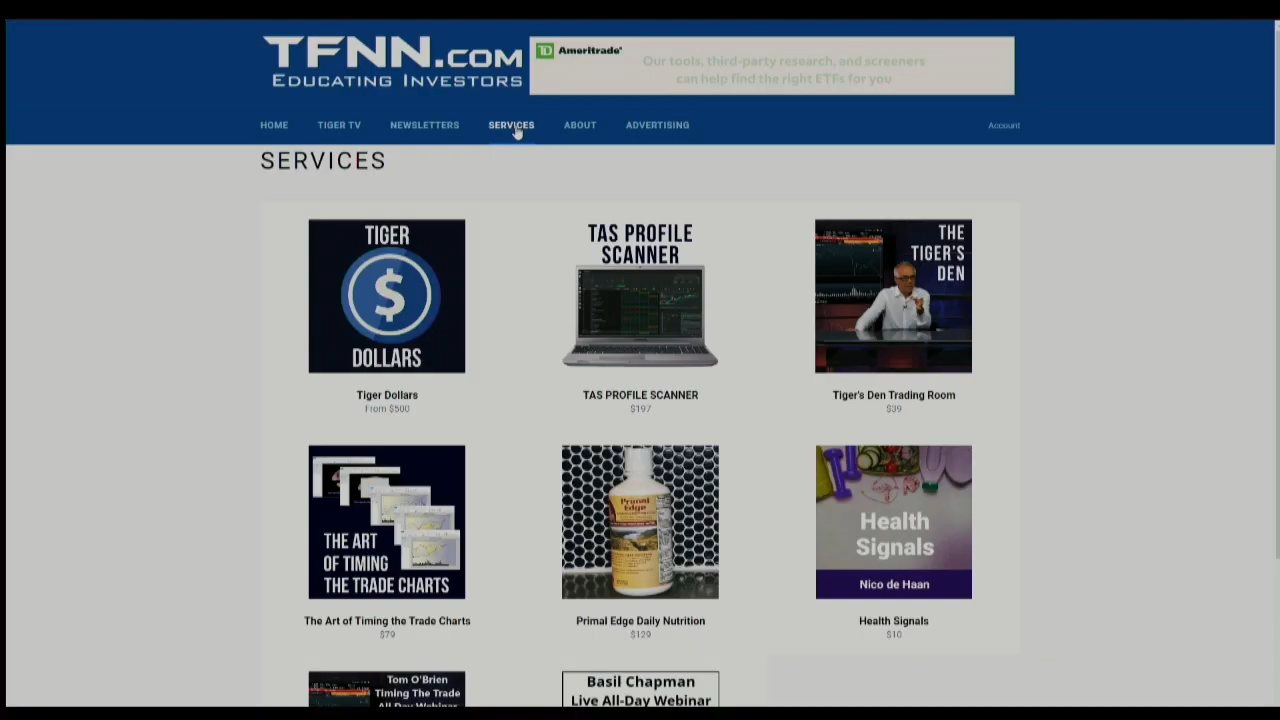 TFNN.COM
EDUCATING INVESTORS
TD Ameritrade
Our tools, third-party research, and screeners
can help find the right ETFs for you
HOME TIGER TV NEWSLETTERS SERVICES ABOUT ADVERTISING Account
SERVICES
TIGER
$
DOLLARS
Tiger Dollars
From $500
TAS PROFILE
SCANNER
TAS PROFILE SCANNER
$197
THE
TIGER'S
DEN
Tiger's Den Trading Room
$39
THE ART
OF TIMING
THE TRADE CHARTS
The Art of Timing the Trade Charts
$79
Primal
Edge
Primal Edge Daily Nutrition
$129
Health
Signals
Nico de Haan
Health Signals
$10
Tom O'Brien
Timing The Trade
All-Day Webinar
Basil Chapman
Live All-Day Webinar